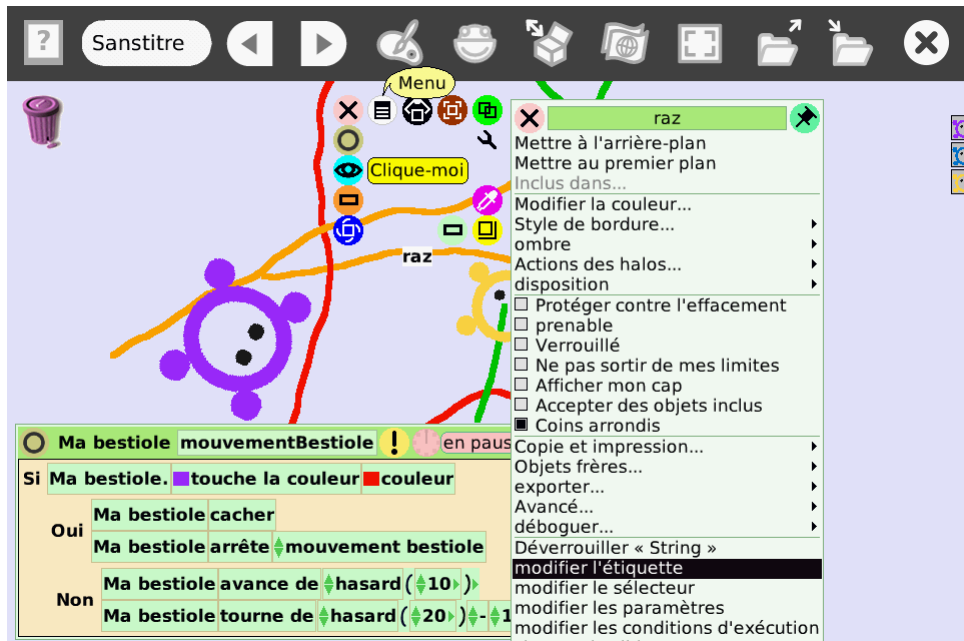 ?
Sanstitre
Menu
raz
Clique-moi
raz
Mettre à l'arrière-plan
Mettre au premier plan
Inclus dans...
Modifier la couleur...
Style de bordure...
ombre
Actions des halos...
disposition
Protéger contre l'effacement
prenable
Verrouillé
Ne pas sortir de mes limites
Afficher mon cap
Accepter des objets inclus
Coins arrondis
Copie et impression...
Objets frères...
exporter...
Avancé...
déboguer...
Déverrouiller « String »
modifier l'étiquette
modifier le sélecteur
modifier les paramètres
modifier les conditions d'exécution
Ma bestiole mouvementBestiole ! en paus
Si Ma bestiole. touche la couleur couleur
Oui
Ma bestiole cacher
Ma bestiole arrête mouvement bestiole
Non
Ma bestiole avance de hasard ( 10 )
Ma bestiole tourne de hasard ( 20 ) - 1